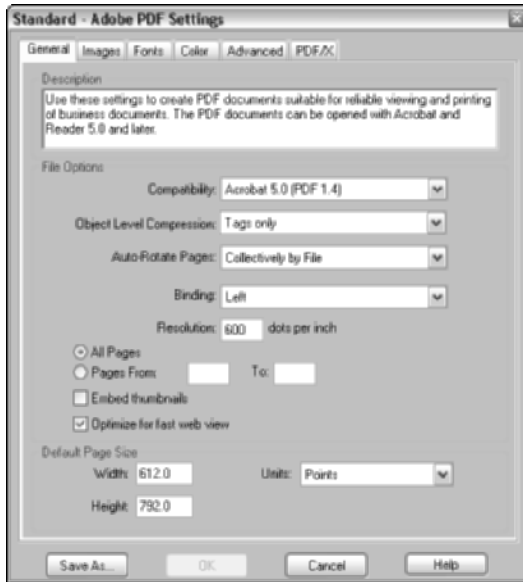 Standard - Adobe PDF Settings
General Images Fonts Color Advanced PDF/X
Description
Use these settings to create PDF documents suitable for reliable viewing and printing
of business documents. The PDF documents can be opened with Acrobat and
Reader 5.0 and later.
File Options
Compatibility: Acrobat 5.0 (PDF 1.4)
Object Level Compression: Tags only
Auto-Rotate Pages: Collectively by File
Binding: Left
Resolution: 600 dots per inch
All Pages
Pages From: To:
Embed thumbnails
Optimize for fast web view
Default Page Size
Width: 612.0 Units: Points
Height: 792.0
Save As... OK Cancel Help